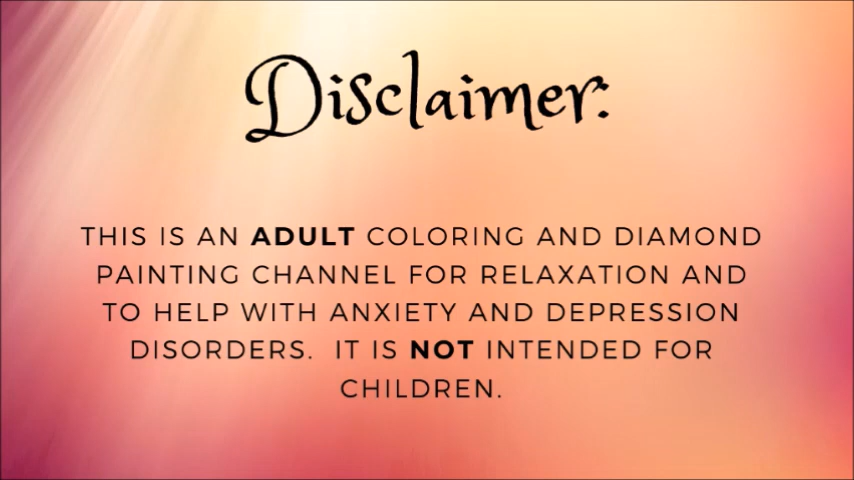 Disclaimer:
THIS IS AN ADULT COLORING AND DIAMOND
PAINTING CHANNEL FOR RELAXATION AND
TO HELP WITH ANXIETY AND DEPRESSION
DISORDERS.  IT IS NOT INTENDED FOR
CHILDREN.